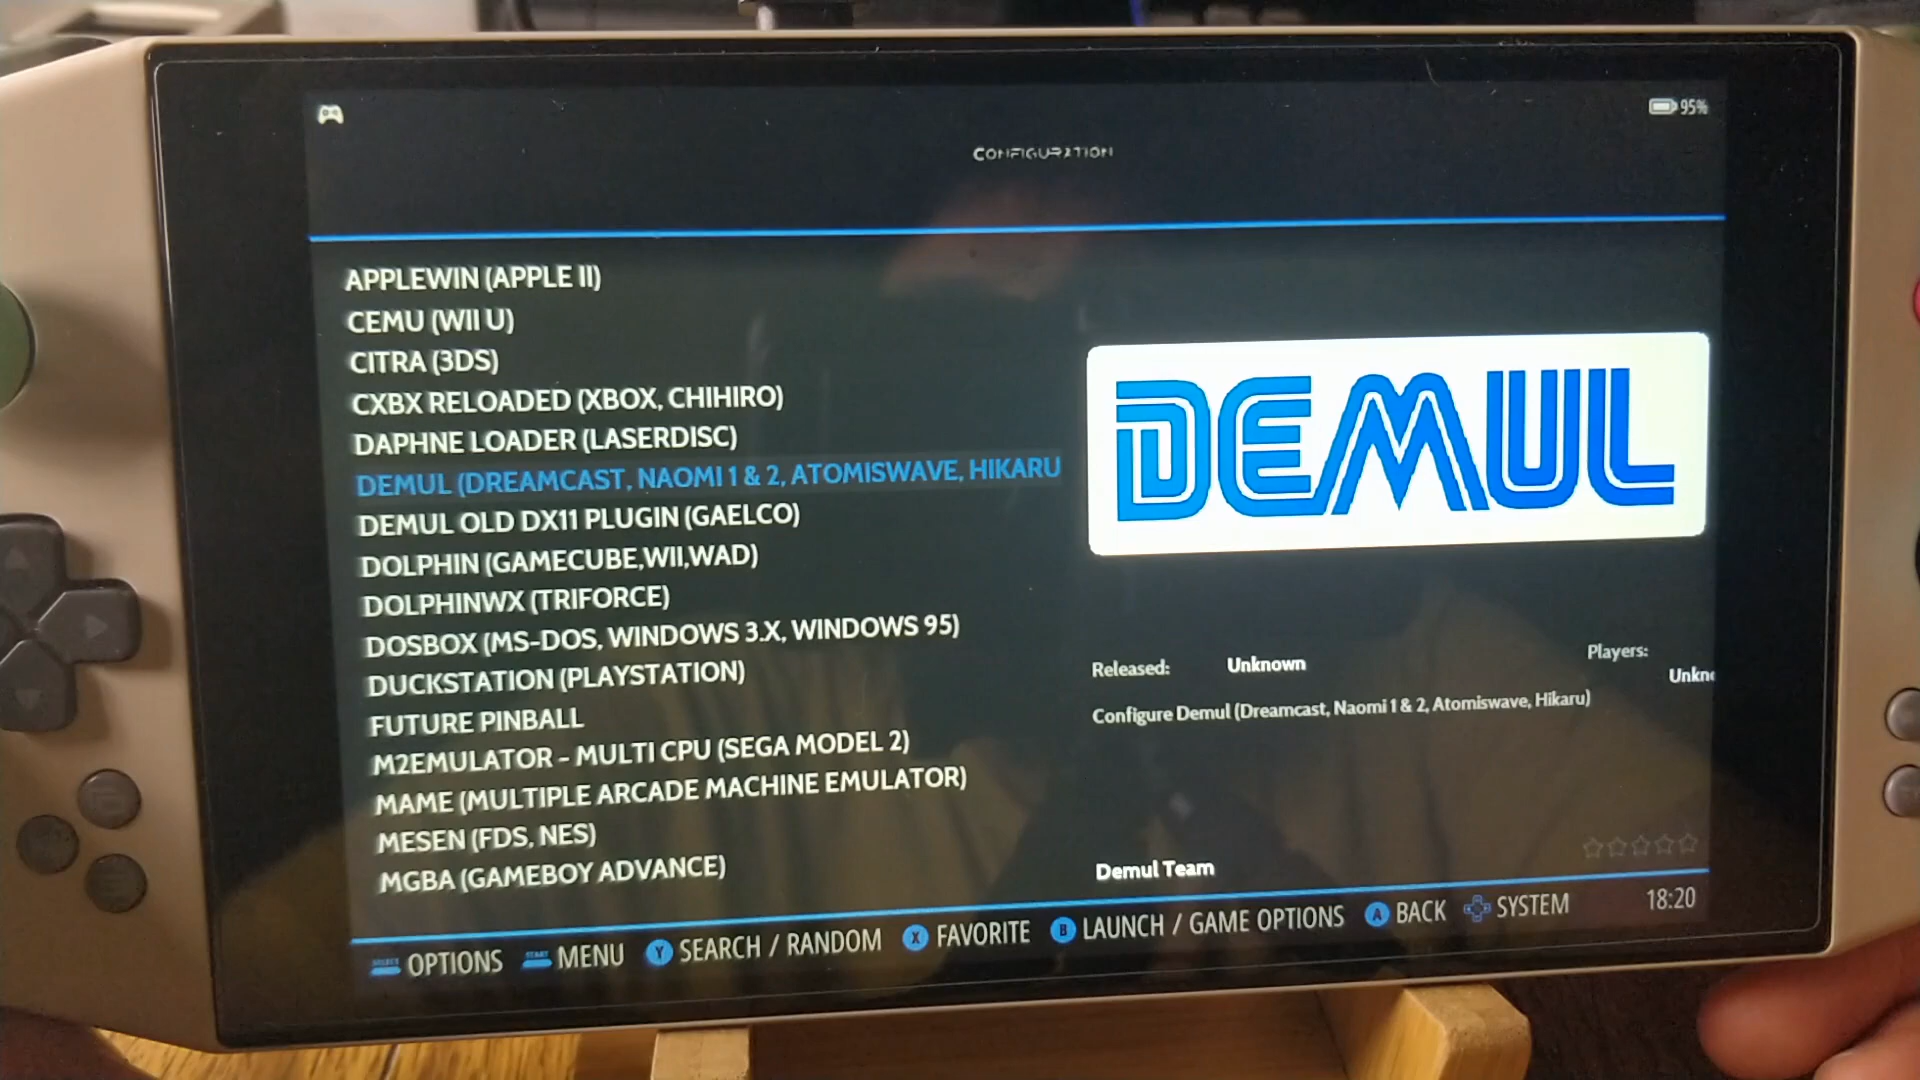 95%
CONFIGURATION
APPLEWIN (APPLE II)
CEMU (WII U)
CITRA (3DS)
CXBX RELOADED (XBOX, CHIHIRO)
DAPHNE LOADER (LASERDISC)
DEMUL (DREAMCAST, NAOMI 1 & 2, ATOMISWAVE, HIKARU
DEMUL OLD DX11 PLUGIN (GAELCO)
DOLPHIN (GAMECUBE,WII,WAD)
DOLPHINWX (TRIFORCE)
DOSBOX (MS-DOS, WINDOWS 3.X, WINDOWS 95)
DUCKSTATION (PLAYSTATION)
FUTURE PINBALL
M2EMULATOR - MULTI CPU (SEGA MODEL 2)
MAME (MULTIPLE ARCADE MACHINE EMULATOR)
MESEN (FDS, NES)
MGBA (GAMEBOY ADVANCE)
DEMUL
Released: Unknown Players:
Unkno
Configure Demul (Dreamcast, Naomi 1 & 2, Atomiswave, Hikaru)
Demul Team
SELECT OPTIONS START MENU Y SEARCH / RANDOM X FAVORITE B LAUNCH / GAME OPTIONS A BACK SYSTEM 18:20